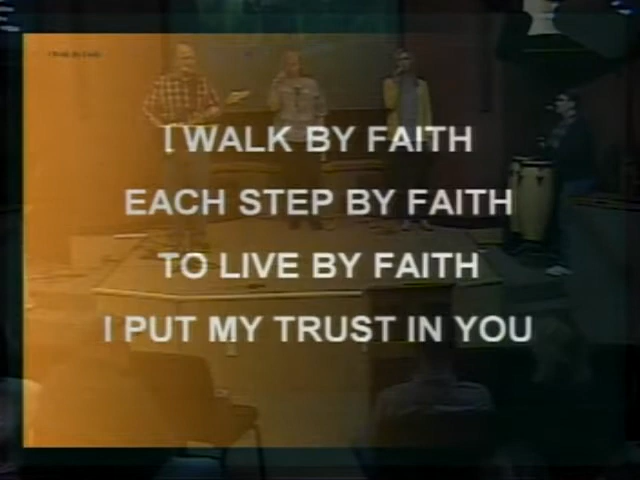 I WALK BY FAITH
EACH STEP BY FAITH
TO LIVE BY FAITH
I PUT MY TRUST IN YOU